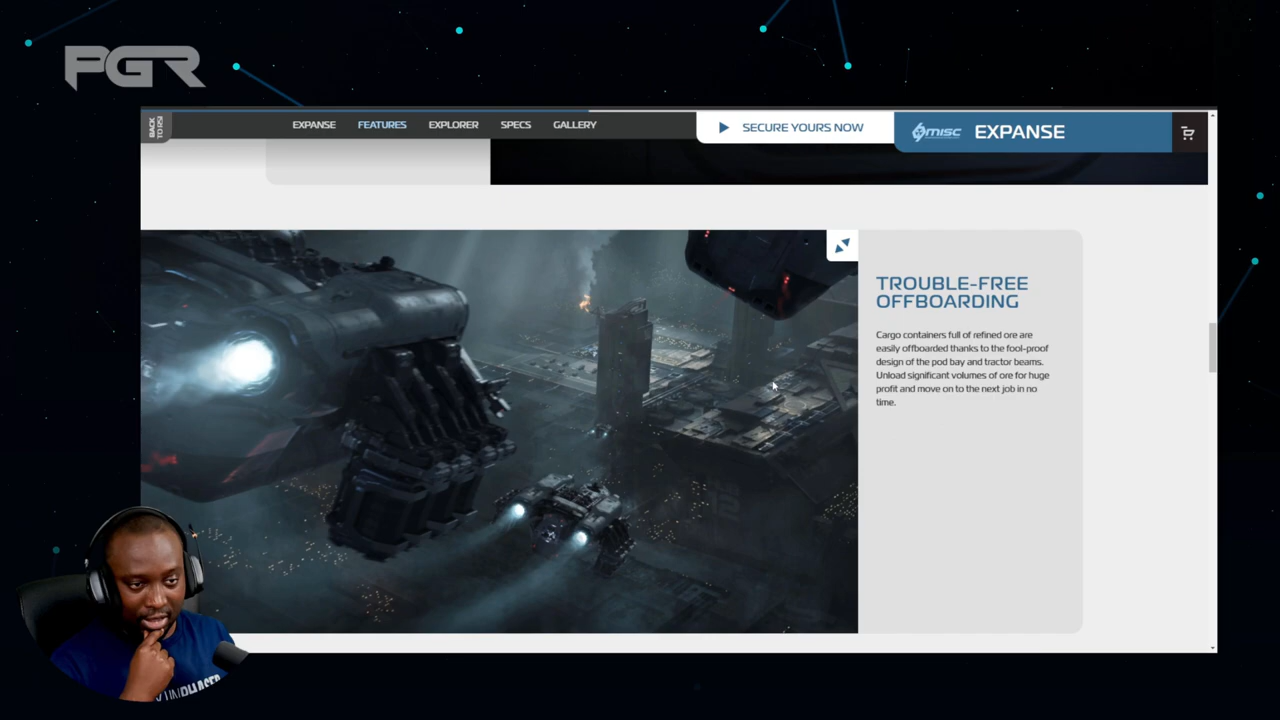 PGR
BACK
TO RSI
EXPANSE
FEATURES
EXPLORER
SPECS
GALLERY
SECURE YOURS NOW
MISC
EXPANSE
TROUBLE-FREE
OFFBOARDING
Cargo containers full of refined ore are
easily offboarded thanks to the fool-proof
design of the pod bay and tractor beams.
Unload significant volumes of ore for huge
profit and move on to the next job in no
time.